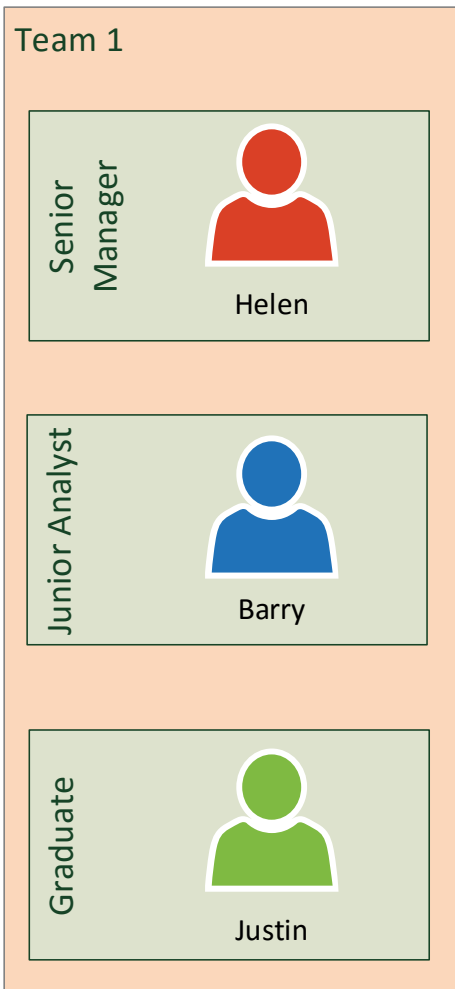 Team 1
Senior
Manager
Helen
Junior Analyst
Barry
Graduate
Justin